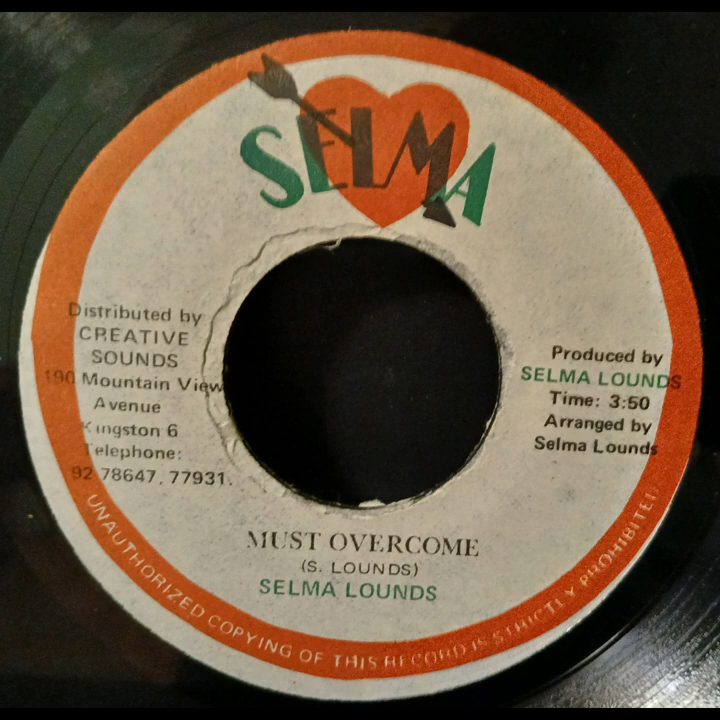 SELMA
Distributed by
CREATIVE
SOUNDS
190 Mountain View
Avenue
Kingston 6
Telephone:
92 78647, 77931.
Produced by
SELMA LOUNDS
Time: 3:50
Arranged by
Selma Lounds
MUST OVERCOME
(S. LOUNDS)
SELMA LOUNDS
UNAUTHORIZED COPYING OF THIS RECORD IS STRICTLY PROHIBITED